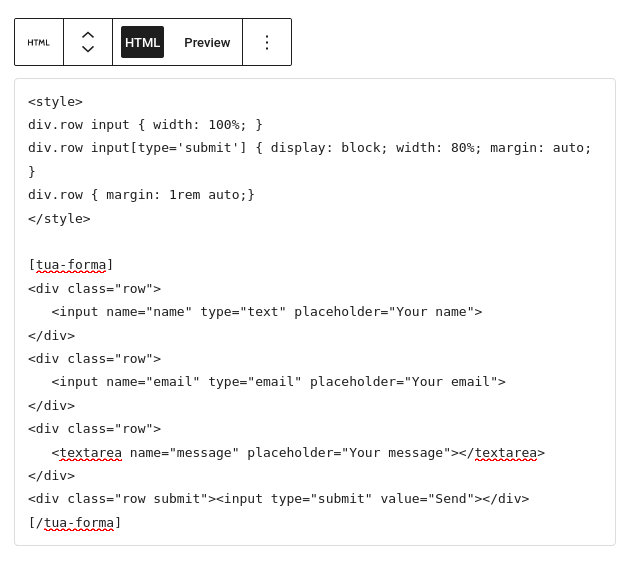 HTML HTML Preview
<style>
div.row input { width: 100%; }
div.row input[type='submit'] { display: block; width: 80%; margin: auto;
}
div.row { margin: 1rem auto;}
</style>

[tua-forma]
<div class="row">
   <input name="name" type="text" placeholder="Your name">
</div>
<div class="row">
   <input name="email" type="email" placeholder="Your email">
</div>
<div class="row">
   <textarea name="message" placeholder="Your message"></textarea>
</div>
<div class="row submit"><input type="submit" value="Send"></div>
[/tua-forma]